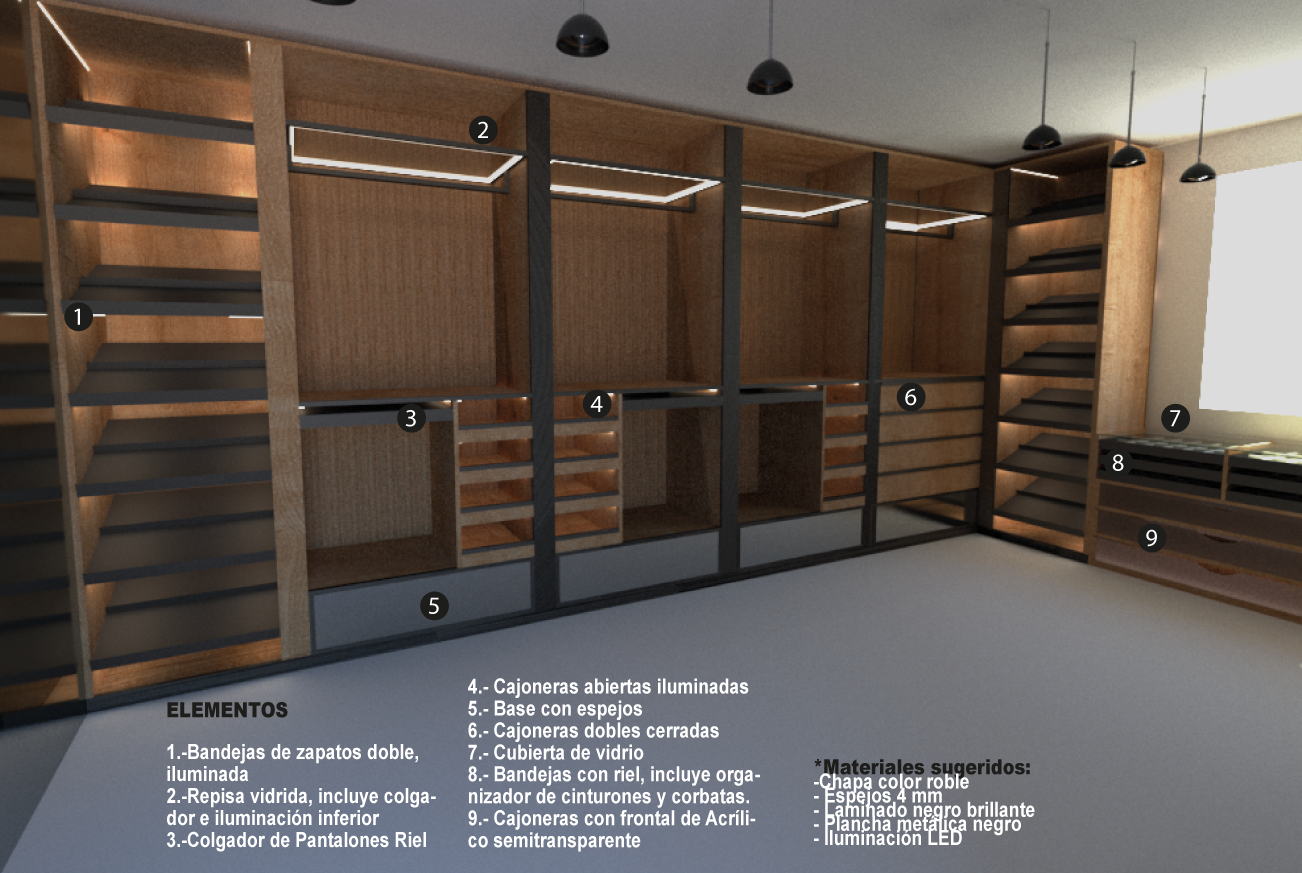 2
1
3
4
6
7
8
9
5
ELEMENTOS
1.-Bandejas de zapatos doble,
iluminada
2.-Repisa vidrida, incluye colga-
dor e iluminación inferior
3.-Colgador de Pantalones Riel
4.- Cajoneras abiertas iluminadas
5.- Base con espejos
6.- Cajoneras dobles cerradas
7.- Cubierta de vidrio
8.- Bandejas con riel, incluye orga-
nizador de cinturones y corbatas.
9.- Cajoneras con frontal de Acríli-
co semitransparente
*Materiales sugeridos:
-Chapa color roble
- Espejos 4 mm
- Laminado negro brillante
- Plancha metálica negro
- Iluminación LED